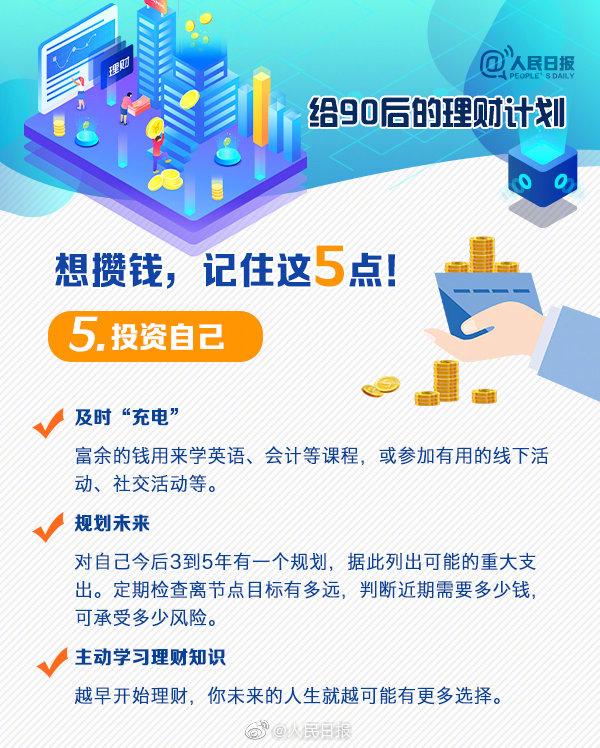 理财
@人民日报
PEOPLE'S DAILY
给90后的理财计划
想攒钱，记住这5点！
5.投资自己
及时“充电”
富余的钱用来学英语、会计等课程，或参加有用的线下活
动、社交活动等。
规划未来
对自己今后3到5年有一个规划，据此列出可能的重大支
出。定期检查离节点目标有多远，判断近期需要多少钱，
可承受多少风险。
主动学习理财知识
越早开始理财，你未来的人生就越可能有更多选择。
@人民日报